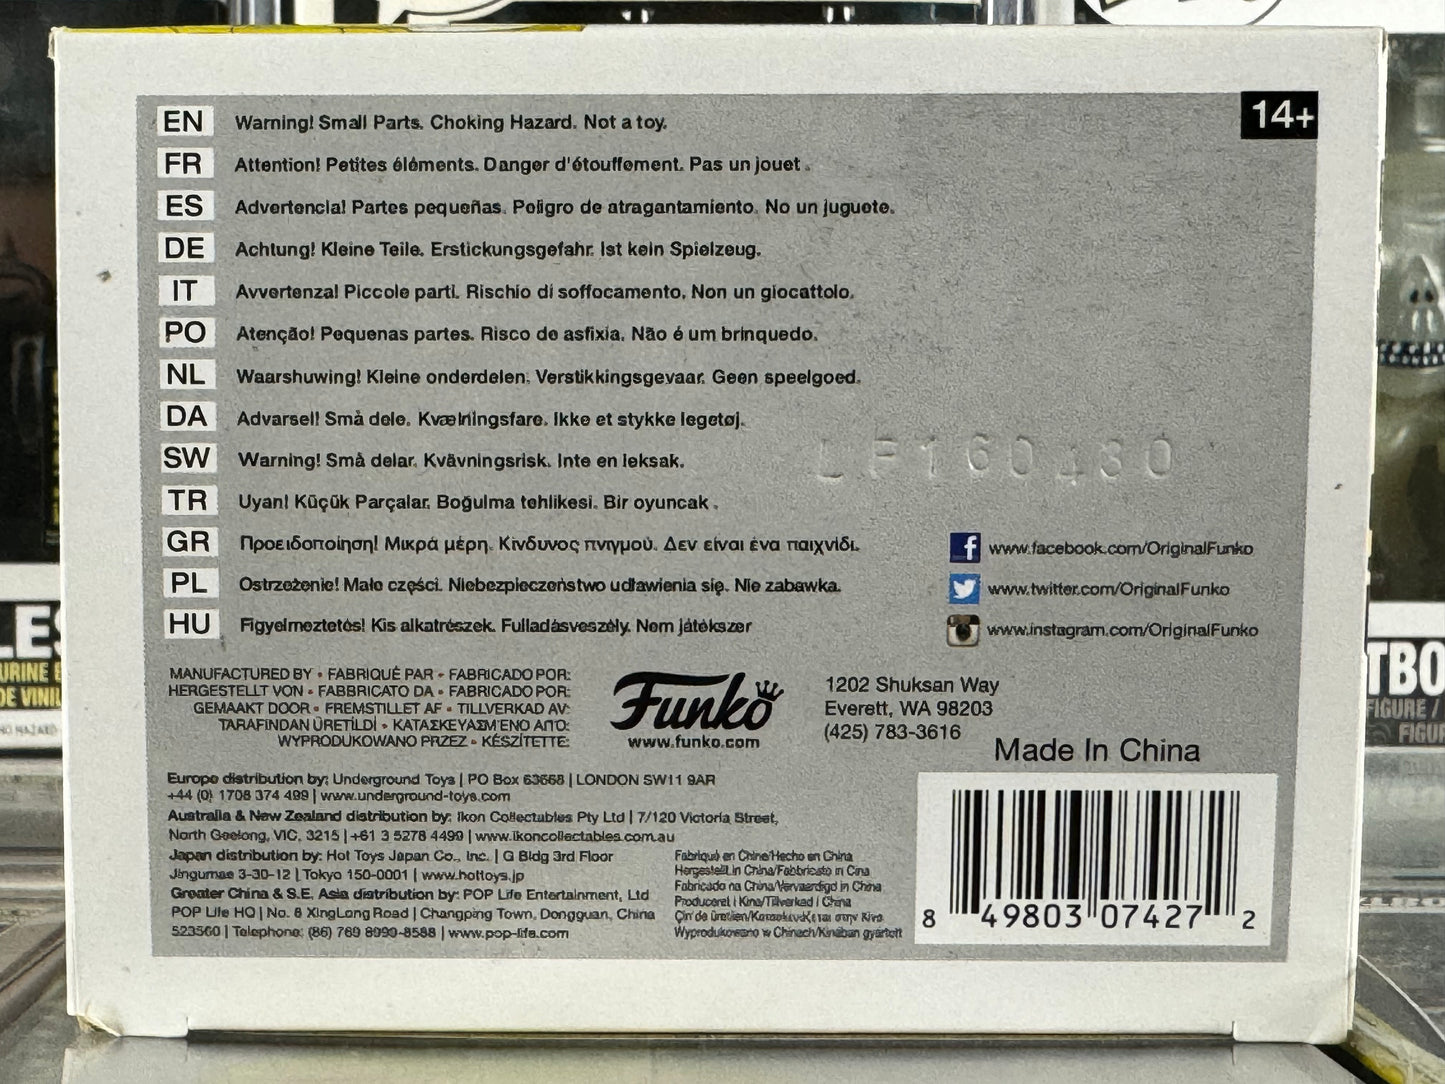 14+
EN Warning! Small Parts. Choking Hazard. Not a toy.
FR Attention! Petites éléments. Danger d'étouffement. Pas un jouet .
ES Advertencia! Partes pequeñas. Peligro de atragantamiento. No un juguete.
DE Achtung! Kleine Teile. Erstickungsgefahr. Ist kein Spielzeug.
IT Avvertenza! Piccole parti. Rischio di soffocamento. Non un giocattolo.
PO Atenção! Pequenas partes. Risco de asfixia. Não é um brinquedo.
NL Waarshuwing! Kleine onderdelen. Verstikkingsgevaar. Geen speelgoed.
DA Advarsel! Små dele. Kvælningsfare. Ikke et stykke legetøj.
SW Warning! Små delar. Kvävningsrisk. Inte en leksak.
TR Uyan! Küçük Parçalar. Boğulma tehlikesi. Bir oyuncak .
GR Προειδοποίηση! Μικρά μέρη. Κίνδυνος πνιγμού. Δεν είναι ένα παιχνίδι.
PL Ostrzeżenie! Mało części. Niebezpieczeństwo udławienia się. Nie zabawka.
HU Figyelmeztetés! Kis alkatrészek. Fulladásveszély. Nem játékszer
LF160430
www.facebook.com/OriginalFunko
www.twitter.com/OriginalFunko
www.instagram.com/OriginalFunko
MANUFACTURED BY • FABRIQUÉ PAR • FABRICADO POR:
HERGESTELLT VON • FABBRICATO DA • FABRICADO POR:
GEMAAKT DOOR • FREMSTILLET AF • TILLVERKAD AV:
TARAFINDAN ÜRETİLDİ • ΚΑΤΑΣΚΕΥΑΣΜΈΝΟ ΑΠΌ:
WYPRODUKOWANO PRZEZ • KÉSZÍTETTE:
Funko
www.funko.com
1202 Shuksan Way
Everett, WA 98203
(425) 783-3616
Made In China
Europe distribution by: Underground Toys | PO Box 63668 | LONDON SW11 9AR
+44 (0) 1708 374 499 | www.underground-toys.com
Australia & New Zealand distribution by: Ikon Collectables Pty Ltd | 7/120 Victoria Street,
North Geelong, VIC, 3215 | +61 3 5278 4499 | www.ikoncollectables.com.au
Japan distribution by: Hot Toys Japan Co., Inc. | G Bldg 3rd Floor
Jingumae 3-30-12 | Tokyo 150-0001 | www.hottoys.jp
Greater China & S.E. Asia distribution by: POP Life Entertainment, Ltd
POP Life HQ | No. 8 XingLong Road | Changping Town, Dongguan, China
523560 | Telephone: (86) 769 8999-8588 | www.pop-life.com
Fabriqué en Chine/Hecho en China
Hergestellt in China/Fabbricato in Cina
Fabricado na China/Vervaardigd in China
Produceret i Kina/Tillverkad i China
Çin'de üretilen/Κατασκευάζεται στην Κίνα
Wyprodukowano w Chinach/Kínában gyártott
8 49803 07427 2